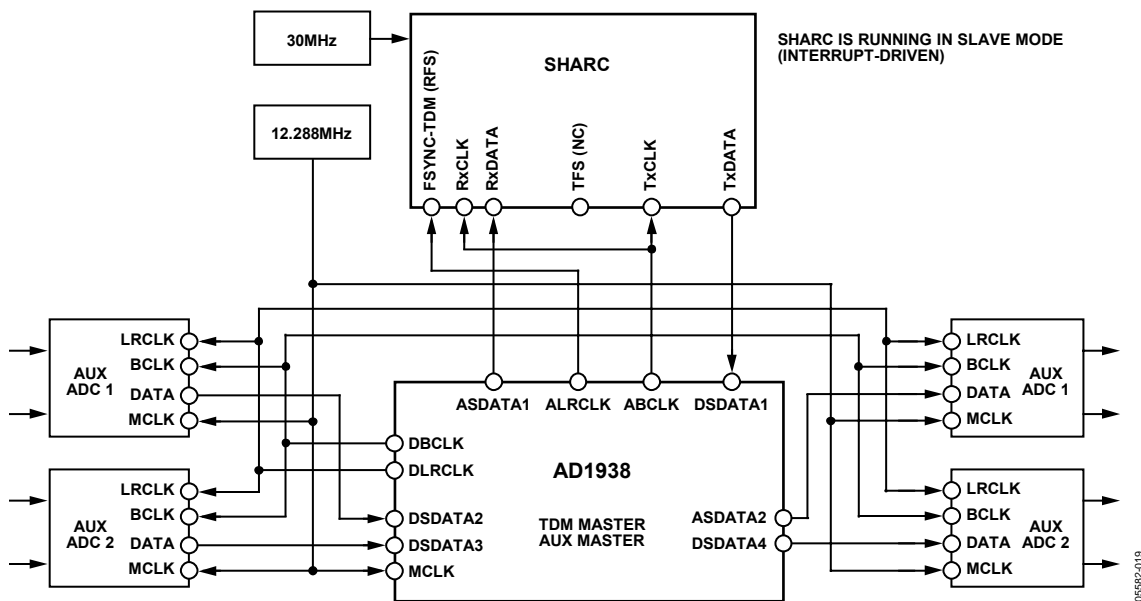 30MHz
SHARC
SHARC IS RUNNING IN SLAVE MODE
(INTERRUPT-DRIVEN)
12.288MHz
FSYNC-TDM (RFS)
RxCLK
RxDATA
TFS (NC)
TxCLK
TxDATA
LRCLK
BCLK
DATA
MCLK
AUX
ADC 1
LRCLK
BCLK
DATA
MCLK
AUX
ADC 2
ASDATA1
ALRCLK
ABCLK
DSDATA1
DBCLK
DLRCLK
DSDATA2
DSDATA3
MCLK
AD1938
TDM MASTER
AUX MASTER
ASDATA2
DSDATA4
LRCLK
BCLK
DATA
MCLK
AUX
ADC 1
LRCLK
BCLK
DATA
MCLK
AUX
ADC 2
05582-019